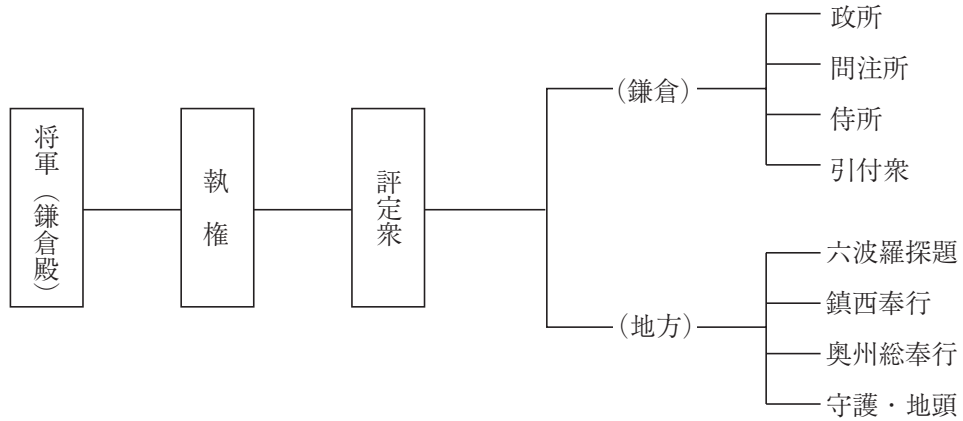 将軍（鎌倉殿）
執権
評定衆
（鎌倉）
政所
問注所
侍所
引付衆
（地方）
六波羅探題
鎮西奉行
奥州総奉行
守護・地頭